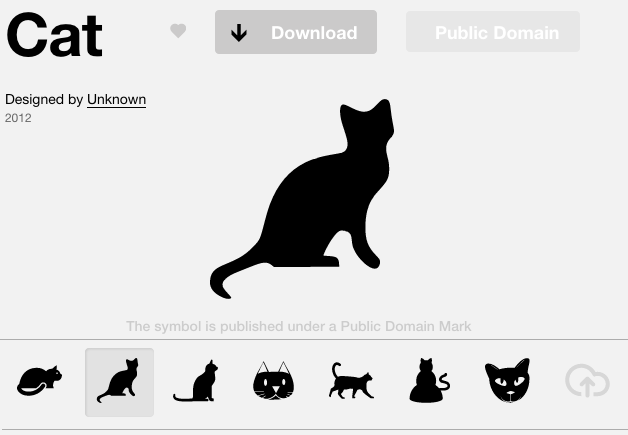 Cat
Download
Public Domain
Designed by Unknown
2012
The symbol is published under a Public Domain Mark